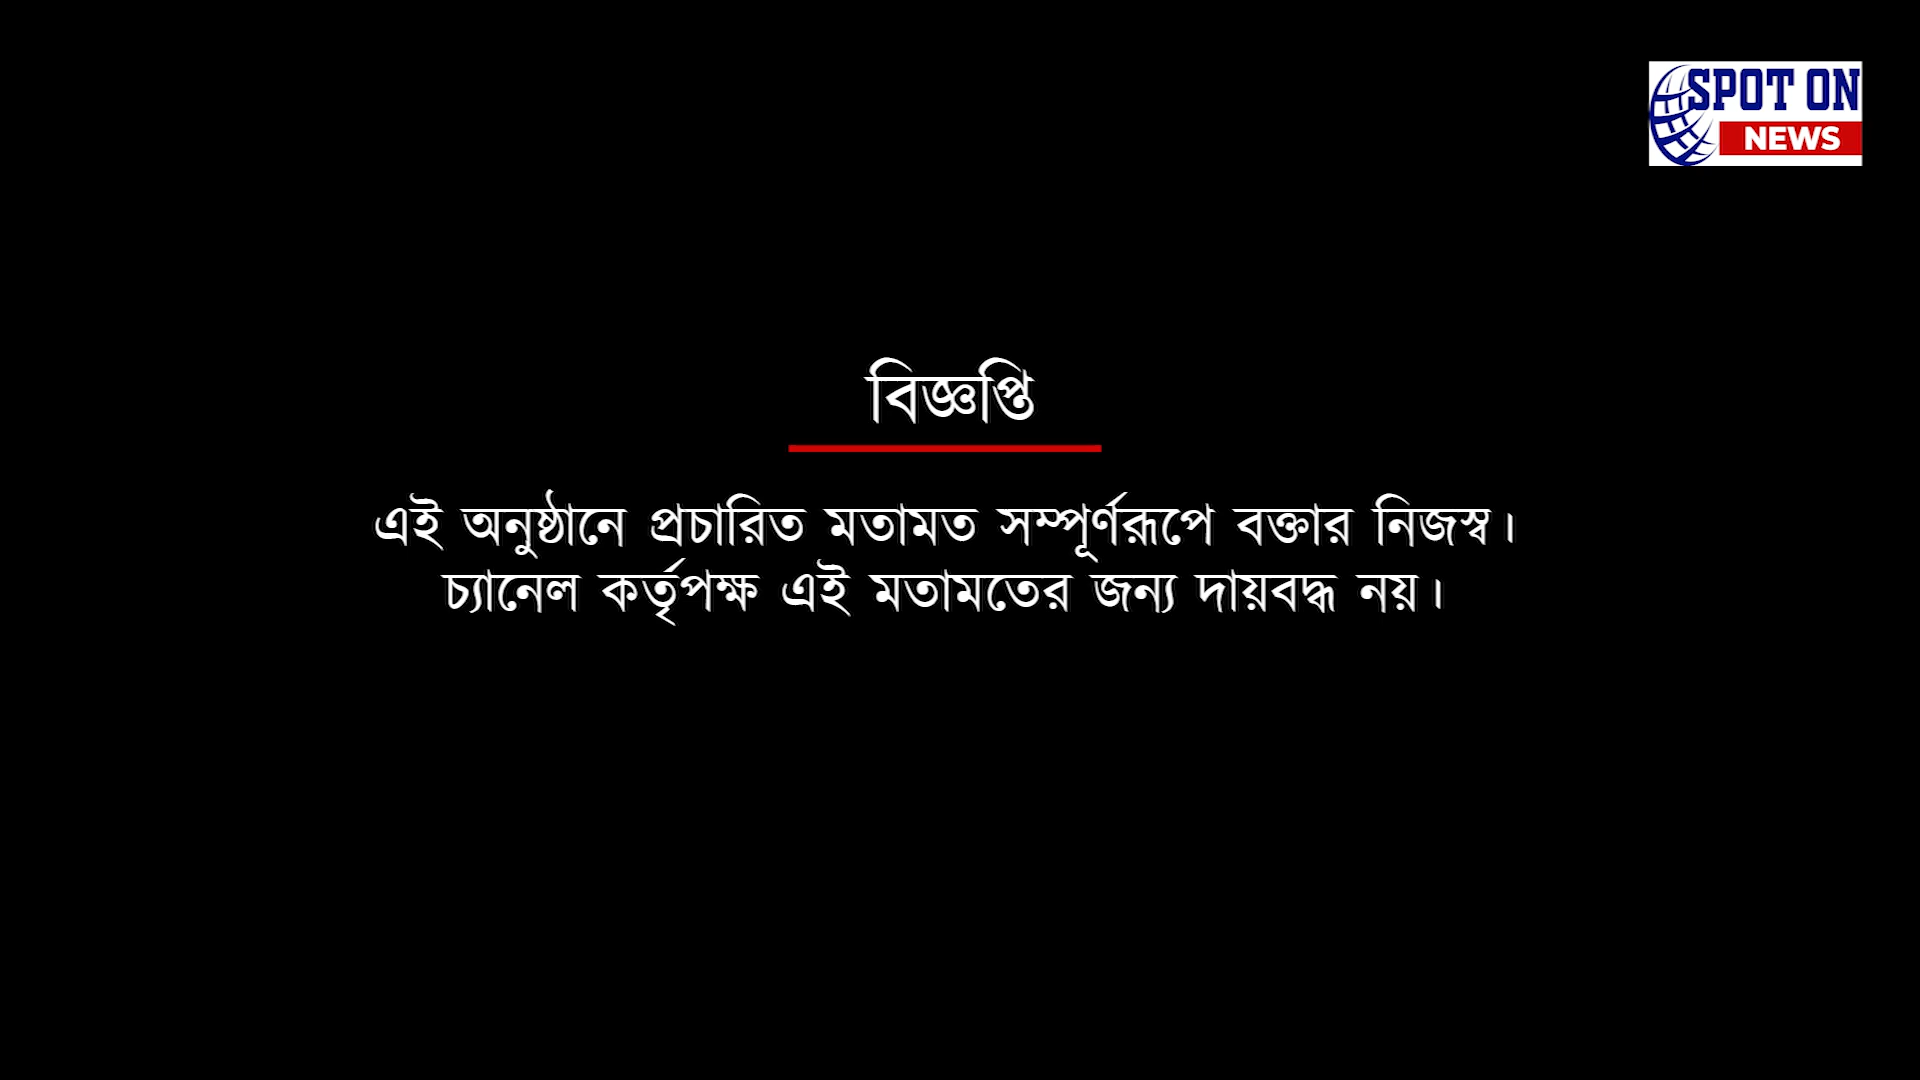 SPOT ON
NEWS
বিজ্ঞপ্তি
এই অনুষ্ঠানে প্রচারিত মতামত সম্পূর্ণরূপে বক্তার নিজস্ব।
চ্যানেল কর্তৃপক্ষ এই মতামতের জন্য দায়বদ্ধ নয়।